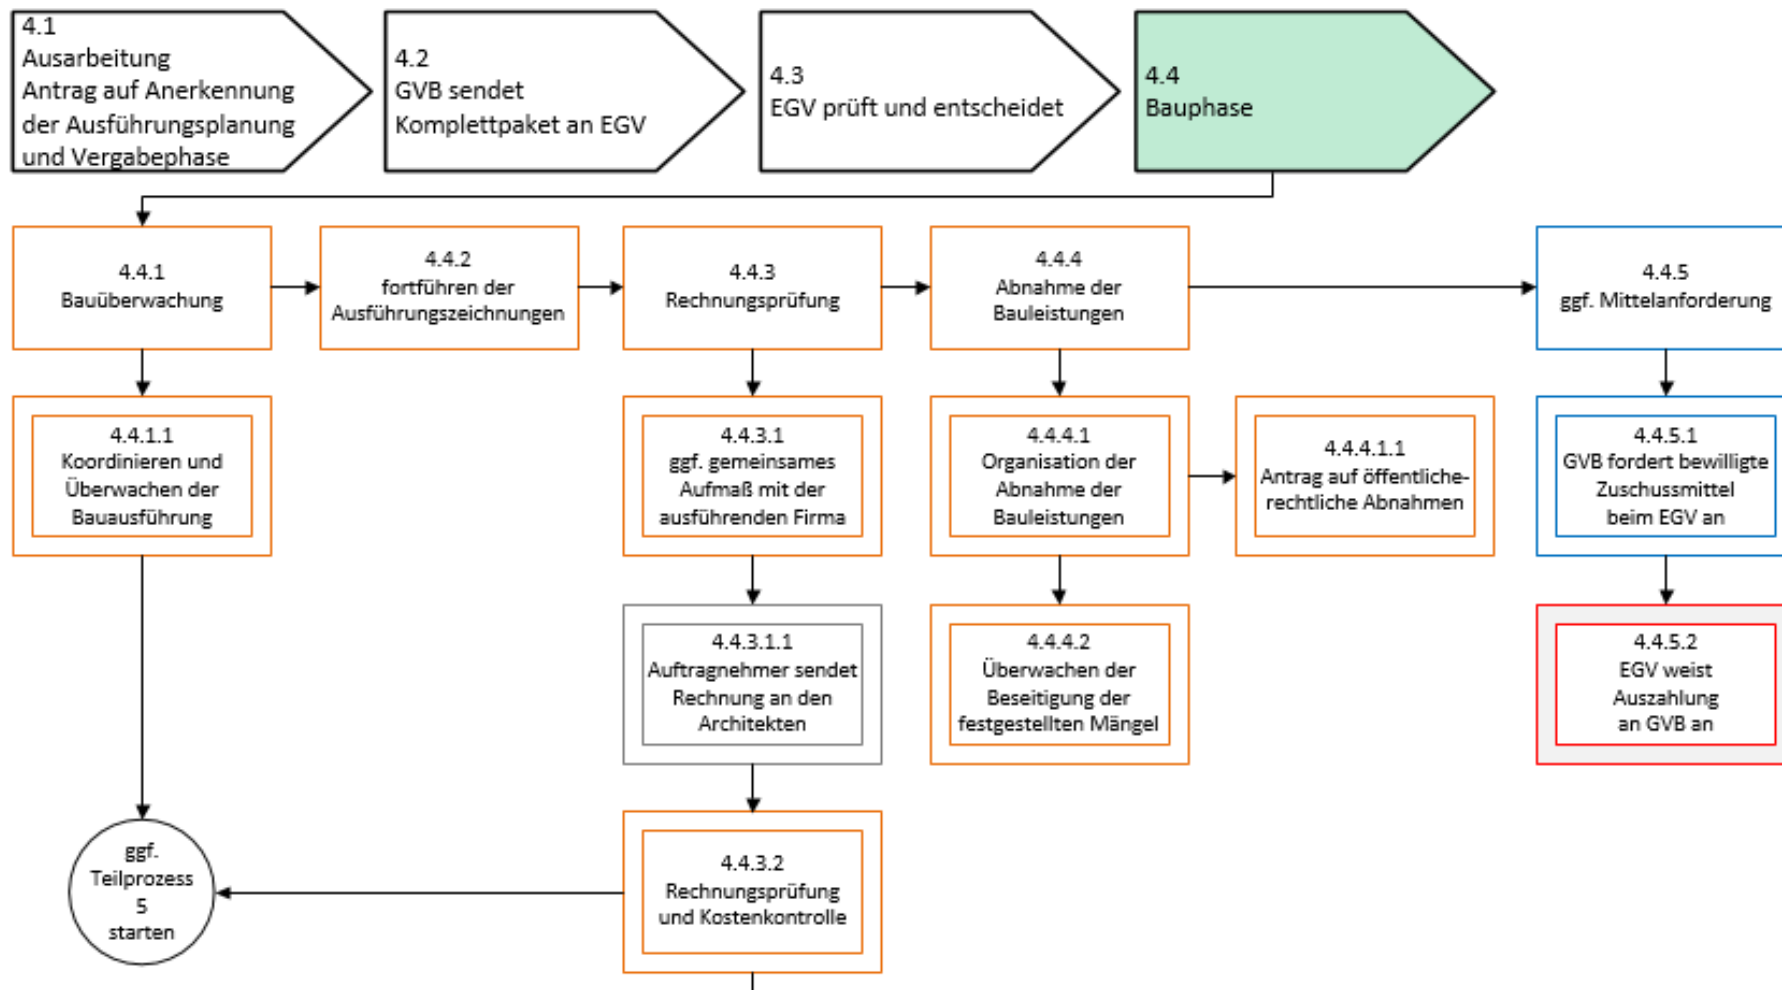 4.1
Ausarbeitung
Antrag auf Anerkennung
der Ausführungsplanung
und Vergabephase
4.2
GVB sendet
Komplettpaket an EGV
4.3
EGV prüft und entscheidet
4.4
Bauphase
4.4.1
Bauüberwachung
4.4.2
fortführen der
Ausführungszeichnungen
4.4.3
Rechnungsprüfung
4.4.4
Abnahme der
Bauleistungen
4.4.5
ggf. Mittelanforderung
4.4.1.1
Koordinieren und
Überwachen der
Bauausführung
4.4.3.1
ggf. gemeinsames
Aufmaß mit der
ausführenden Firma
4.4.4.1
Organisation der
Abnahme der
Bauleistungen
4.4.4.1.1
Antrag auf öffentliche-
rechtliche Abnahmen
4.4.5.1
GVB fordert bewilligte
Zuschussmittel
beim EGV an
4.4.3.1.1
Auftragnehmer sendet
Rechnung an den
Architekten
4.4.4.2
Überwachen der
Beseitigung der
festgestellten Mängel
4.4.5.2
EGV weist
Auszahlung
an GVB an
ggf.
Teilprozess
5
starten
4.4.3.2
Rechnungsprüfung
und Kostenkontrolle